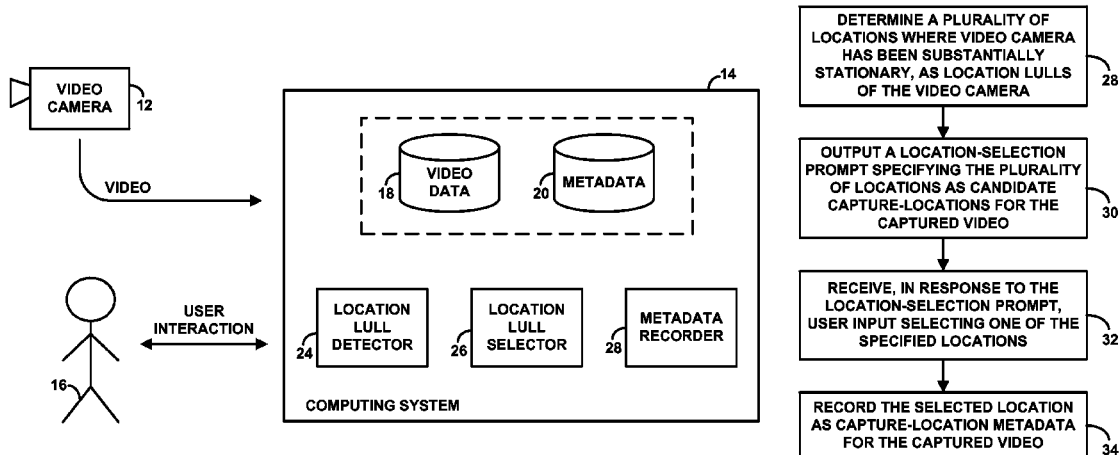 VIDEO
CAMERA
12
VIDEO
14
18
VIDEO
DATA
20
METADATA
USER
INTERACTION
16
24
LOCATION
LULL
DETECTOR
26
LOCATION
LULL
SELECTOR
28
METADATA
RECORDER
COMPUTING SYSTEM
DETERMINE A PLURALITY OF
LOCATIONS WHERE VIDEO CAMERA
HAS BEEN SUBSTANTIALLY
STATIONARY, AS LOCATION LULLS
OF THE VIDEO CAMERA
28
OUTPUT A LOCATION-SELECTION
PROMPT SPECIFYING THE PLURALITY
OF LOCATIONS AS CANDIDATE
CAPTURE-LOCATIONS FOR THE
CAPTURED VIDEO
30
RECEIVE, IN RESPONSE TO THE
LOCATION-SELECTION PROMPT,
USER INPUT SELECTING ONE OF THE
SPECIFIED LOCATIONS
32
RECORD THE SELECTED LOCATION
AS CAPTURE-LOCATION METADATA
FOR THE CAPTURED VIDEO
34